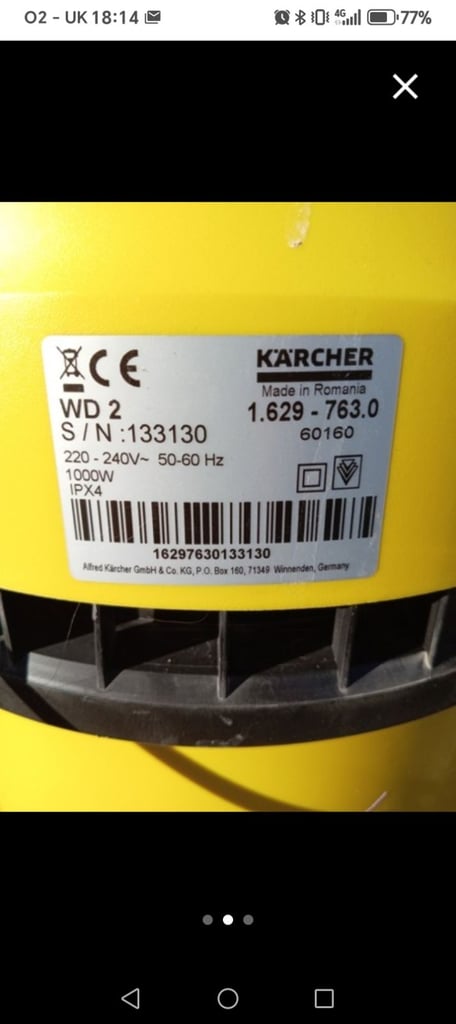 O2 - UK 18:14
4G 77%
KÄRCHER
Made in Romania
WD 2
1.629 - 763.0
S / N :133130
60160
220 - 240V~ 50-60 Hz
1000W
IPX4
16297630133130
Alfred Kärcher GmbH & Co. KG, P.O. Box 160, 71349 Winnenden, Germany